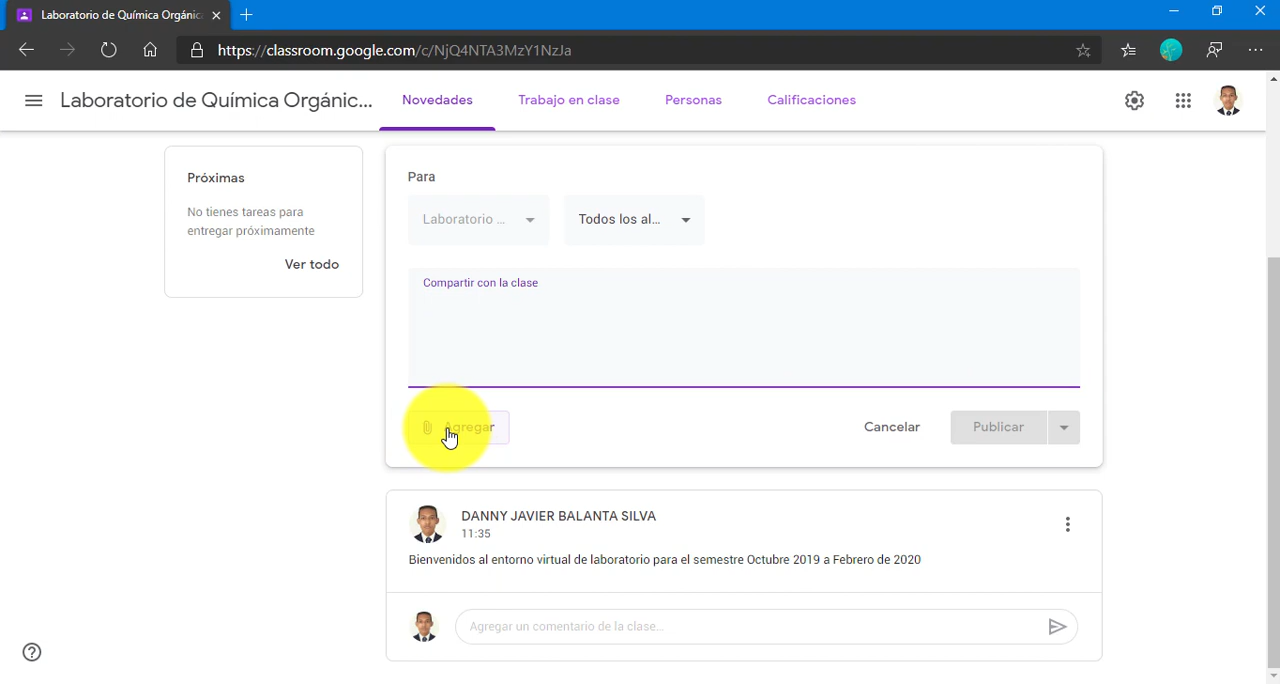 Laboratorio de Química Orgánic
https://classroom.google.com/c/NjQ4NTA3MzY1NzJa
Laboratorio de Química Orgánic...
Novedades
Trabajo en clase
Personas
Calificaciones
Próximas
No tienes tareas para
entregar próximamente
Ver todo
Para
Laboratorio ...
Todos los al...
Compartir con la clase
Agregar
Cancelar
Publicar
DANNY JAVIER BALANTA SILVA
11:35
Bienvenidos al entorno virtual de laboratorio para el semestre Octubre 2019 a Febrero de 2020
Agregar un comentario de la clase...